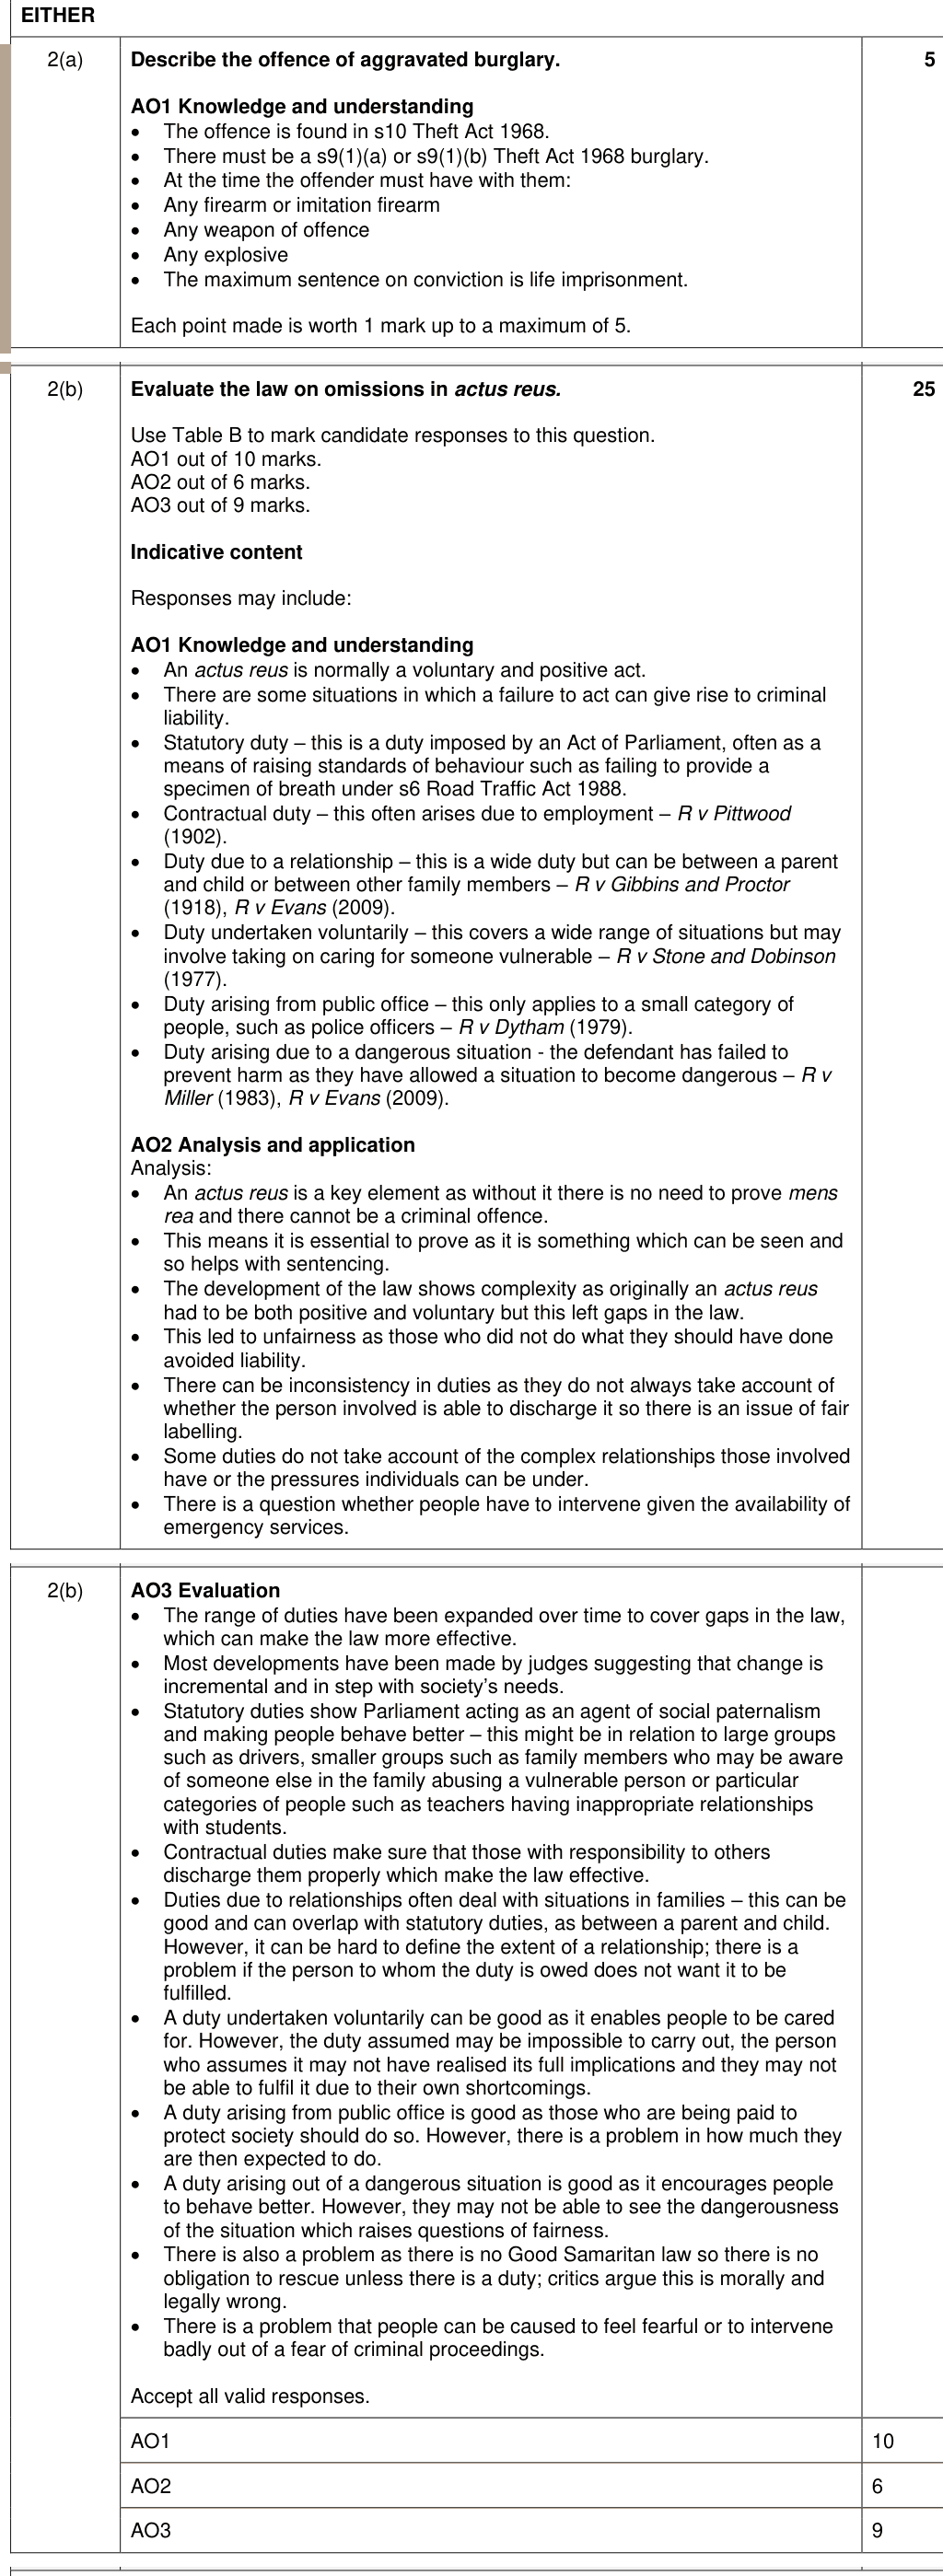 EITHER
2(a) Describe the offence of aggravated burglary. 5
AO1 Knowledge and understanding
• The offence is found in s10 Theft Act 1968.
• There must be a s9(1)(a) or s9(1)(b) Theft Act 1968 burglary.
• At the time the offender must have with them:
• Any firearm or imitation firearm
• Any weapon of offence
• Any explosive
• The maximum sentence on conviction is life imprisonment.
Each point made is worth 1 mark up to a maximum of 5.
2(b) Evaluate the law on omissions in actus reus. 25
Use Table B to mark candidate responses to this question.
AO1 out of 10 marks.
AO2 out of 6 marks.
AO3 out of 9 marks.
Indicative content
Responses may include:
AO1 Knowledge and understanding
• An actus reus is normally a voluntary and positive act.
• There are some situations in which a failure to act can give rise to criminal
liability.
• Statutory duty – this is a duty imposed by an Act of Parliament, often as a
means of raising standards of behaviour such as failing to provide a
specimen of breath under s6 Road Traffic Act 1988.
• Contractual duty – this often arises due to employment – R v Pittwood
(1902).
• Duty due to a relationship – this is a wide duty but can be between a parent
and child or between other family members – R v Gibbins and Proctor
(1918), R v Evans (2009).
• Duty undertaken voluntarily – this covers a wide range of situations but may
involve taking on caring for someone vulnerable – R v Stone and Dobinson
(1977).
• Duty arising from public office – this only applies to a small category of
people, such as police officers – R v Dytham (1979).
• Duty arising due to a dangerous situation - the defendant has failed to
prevent harm as they have allowed a situation to become dangerous – R v
Miller (1983), R v Evans (2009).
AO2 Analysis and application
Analysis:
• An actus reus is a key element as without it there is no need to prove mens
rea and there cannot be a criminal offence.
• This means it is essential to prove as it is something which can be seen and
so helps with sentencing.
• The development of the law shows complexity as originally an actus reus
had to be both positive and voluntary but this left gaps in the law.
• This led to unfairness as those who did not do what they should have done
avoided liability.
• There can be inconsistency in duties as they do not always take account of
whether the person involved is able to discharge it so there is an issue of fair
labelling.
• Some duties do not take account of the complex relationships those involved
have or the pressures individuals can be under.
• There is a question whether people have to intervene given the availability of
emergency services.
2(b) AO3 Evaluation
• The range of duties have been expanded over time to cover gaps in the law,
which can make the law more effective.
• Most developments have been made by judges suggesting that change is
incremental and in step with society's needs.
• Statutory duties show Parliament acting as an agent of social paternalism
and making people behave better – this might be in relation to large groups
such as drivers, smaller groups such as family members who may be aware
of someone else in the family abusing a vulnerable person or particular
categories of people such as teachers having inappropriate relationships
with students.
• Contractual duties make sure that those with responsibility to others
discharge them properly which make the law effective.
• Duties due to relationships often deal with situations in families – this can be
good and can overlap with statutory duties, as between a parent and child.
However, it can be hard to define the extent of a relationship; there is a
problem if the person to whom the duty is owed does not want it to be
fulfilled.
• A duty undertaken voluntarily can be good as it enables people to be cared
for. However, the duty assumed may be impossible to carry out, the person
who assumes it may not have realised its full implications and they may not
be able to fulfil it due to their own shortcomings.
• A duty arising from public office is good as those who are being paid to
protect society should do so. However, there is a problem in how much they
are then expected to do.
• A duty arising out of a dangerous situation is good as it encourages people
to behave better. However, they may not be able to see the dangerousness
of the situation which raises questions of fairness.
• There is also a problem as there is no Good Samaritan law so there is no
obligation to rescue unless there is a duty; critics argue this is morally and
legally wrong.
• There is a problem that people can be caused to feel fearful or to intervene
badly out of a fear of criminal proceedings.
Accept all valid responses.
AO1 10
AO2 6
AO3 9